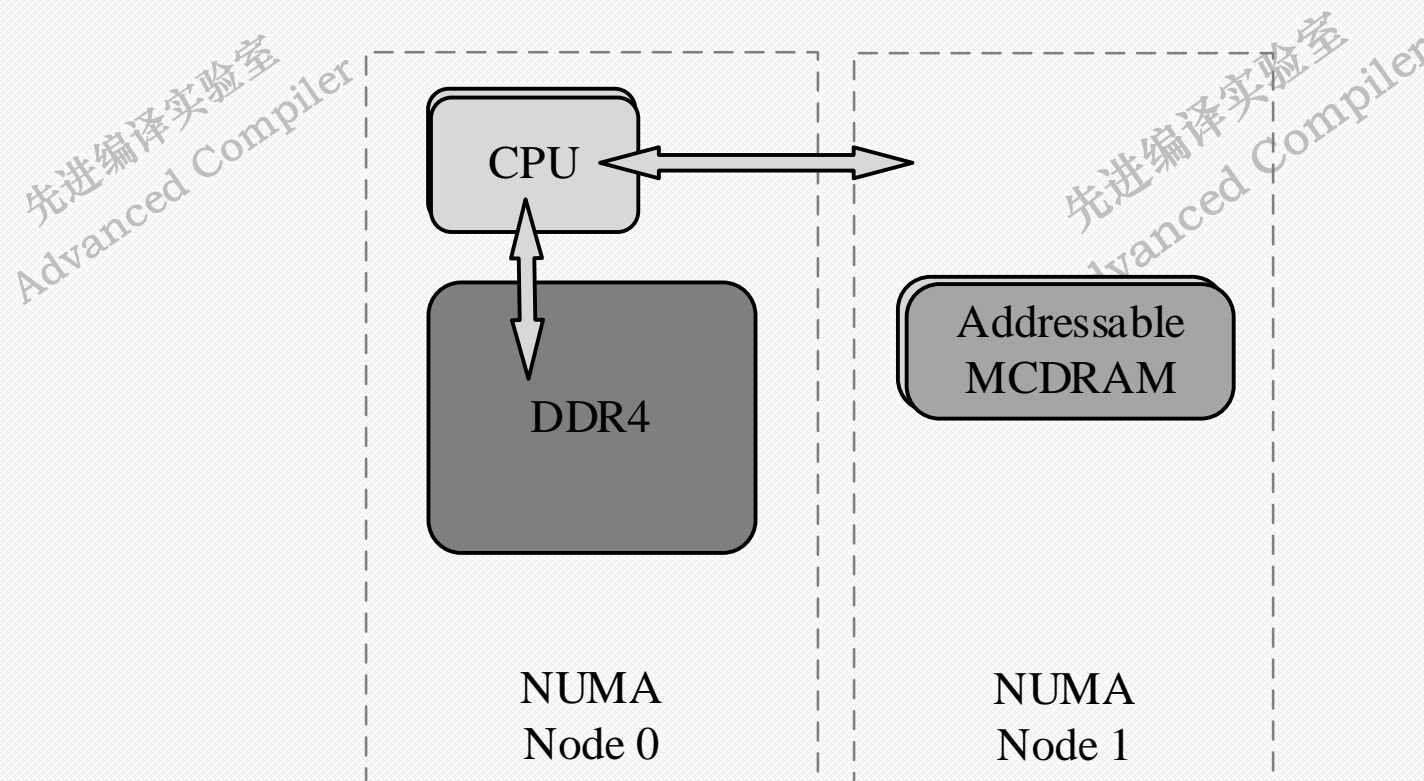 先进编译实验室
Advanced Compiler
先进编译实验室
Compiler
CPU
Addressable
MCDRAM
DDR4
NUMA
Node 0
NUMA
Node 1